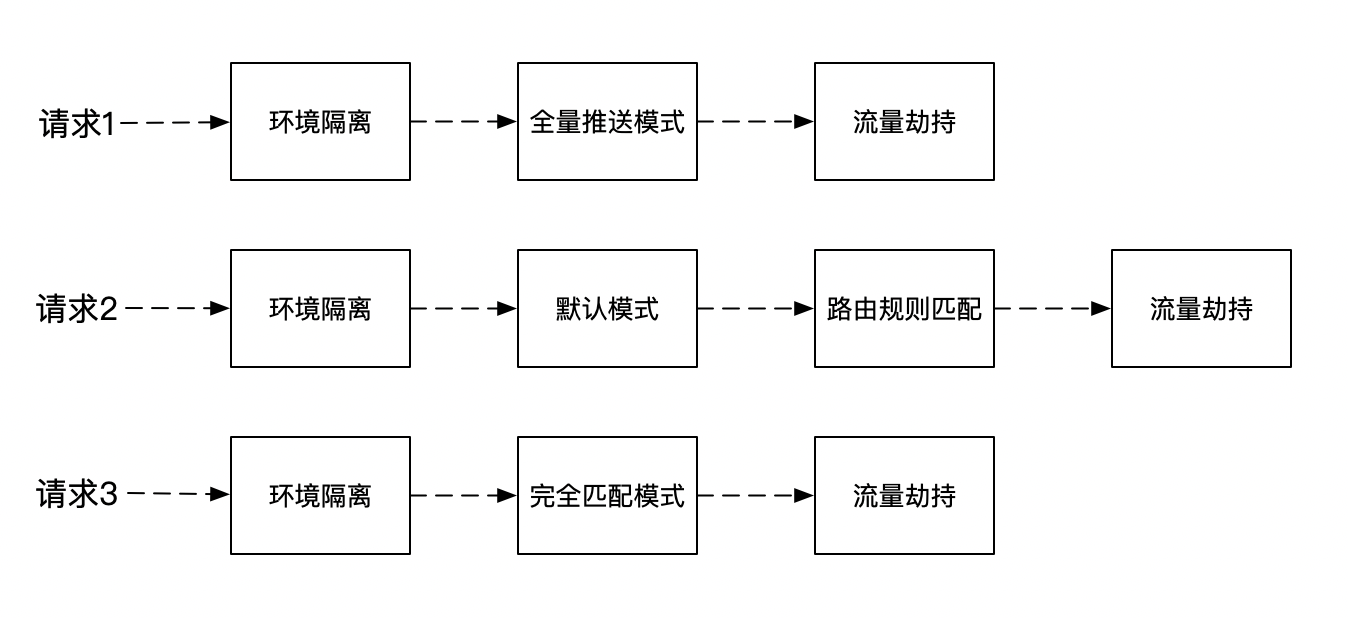 请求1
环境隔离
全量推送模式
流量劫持
请求2
环境隔离
默认模式
路由规则匹配
流量劫持
请求3
环境隔离
完全匹配模式
流量劫持